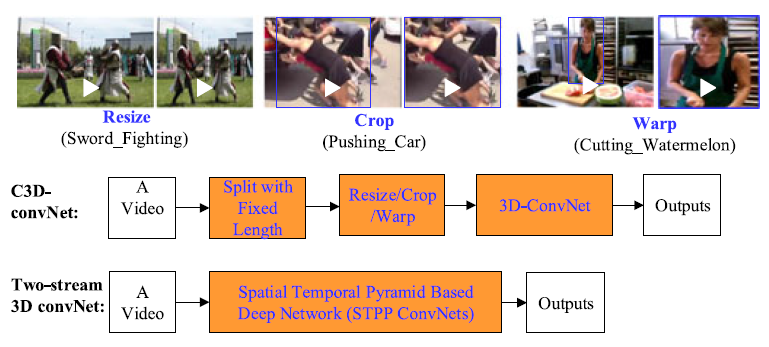 Resize
(Sword_Fighting)
Crop
(Pushing_Car)
Warp
(Cutting_Watermelon)
C3D-
convNet:
A
Video
Split with
Fixed
Length
Resize/Crop
/Warp
3D-ConvNet
Outputs
Two-stream
3D convNet:
A
Video
Spatial Temporal Pyramid Based
Deep Network (STPP ConvNets)
Outputs